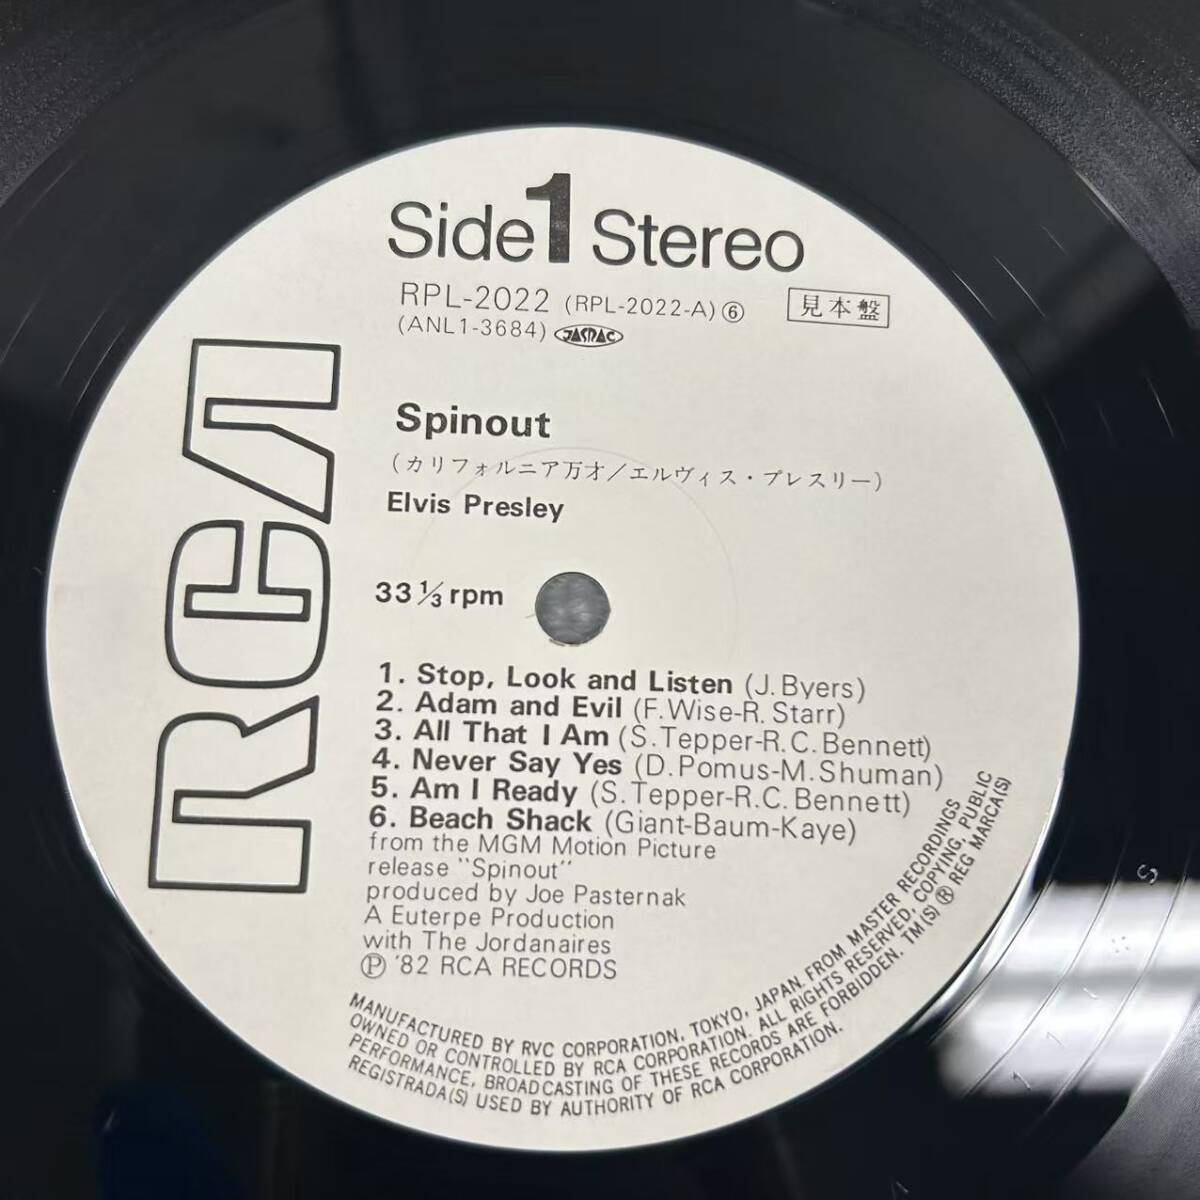 Side 1 Stereo
RPL-2022 (RPL-2022-A) ⑥
見本盤
(ANL1-3684) JASRAC
RCA
Spinout
(カリフォルニア万才/エルヴィス・プレスリー)
Elvis Presley
33 1/3 rpm
1. Stop, Look and Listen (J. Byers)
2. Adam and Evil (F. Wise-R. Starr)
3. All That I Am (S. Tepper-R. C. Bennett)
4. Never Say Yes (D. Pomus-M. Shuman)
5. Am I Ready (S. Tepper-R. C. Bennett)
6. Beach Shack (Giant-Baum-Kaye)
from the MGM Motion Picture
release "Spinout"
produced by Joe Pasternak
A Euterpe Production
with The Jordanaires
Ⓟ '82 RCA RECORDS
MANUFACTURED BY RVC CORPORATION, TOKYO, JAPAN. FROM MASTER RECORDINGS
OWNED OR CONTROLLED BY RCA CORPORATION. ALL RIGHTS RESERVED, COPYING, PUBLIC
PERFORMANCE, BROADCASTING OF THESE RECORDS ARE FORBIDDEN. TM(S) ® REG MARCA(S)
REGISTRADA(S) USED BY AUTHORITY OF RCA CORPORATION.